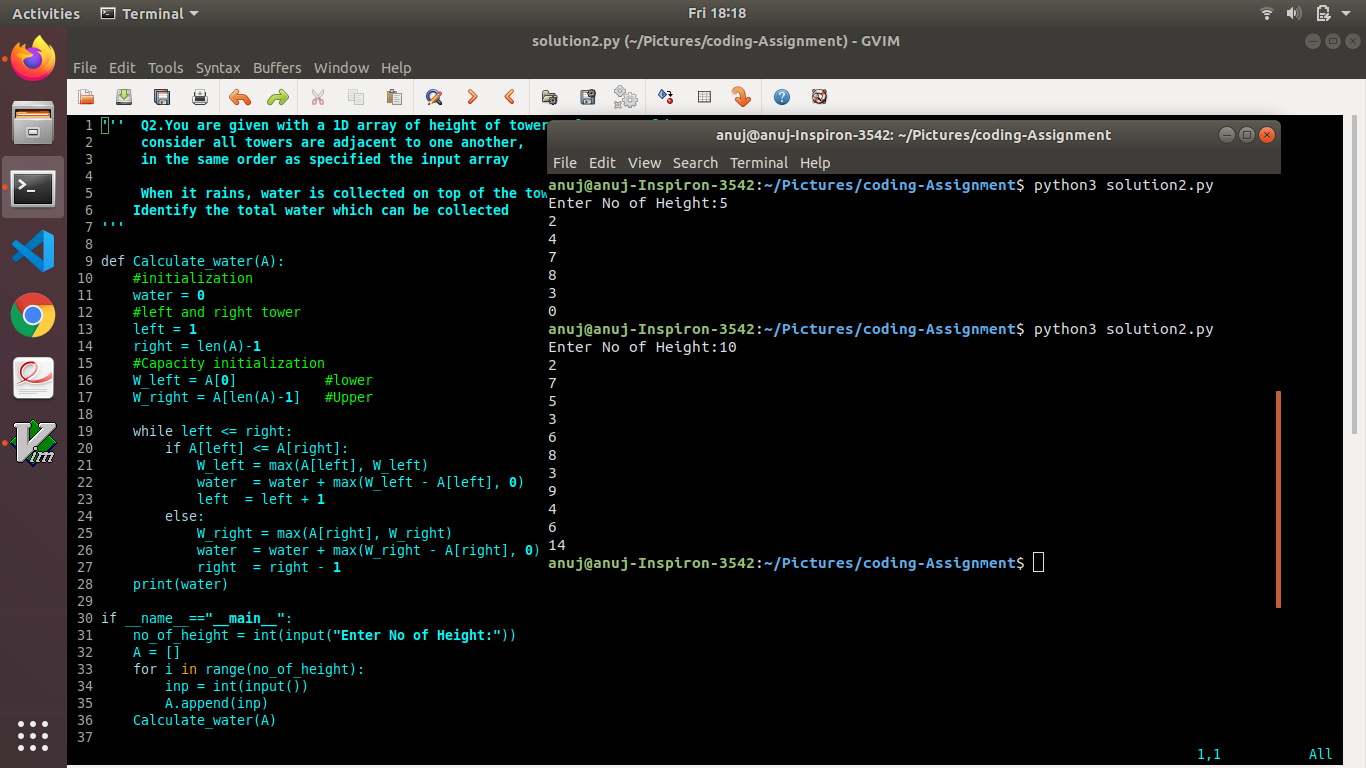 Activities Terminal Fri 18:18
solution2.py (~/Pictures/coding-Assignment) - GVIM
File Edit Tools Syntax Buffers Window Help
1 ''' Q2.You are given with a 1D array of height of tower
2 consider all towers are adjacent to one another,
3 in the same order as specified the input array
4
5 When it rains, water is collected on top of the tow
6 Identify the total water which can be collected
7 '''
8
9 def Calculate_water(A):
10 #initialization
11 water = 0
12 #left and right tower
13 left = 1
14 right = len(A)-1
15 #Capacity initialization
16 W_left = A[0] #lower
17 W_right = A[len(A)-1] #Upper
18
19 while left <= right:
20 if A[left] <= A[right]:
21 W_left = max(A[left], W_left)
22 water = water + max(W_left - A[left], 0)
23 left = left + 1
24 else:
25 W_right = max(A[right], W_right)
26 water = water + max(W_right - A[right], 0)
27 right = right - 1
28 print(water)
29
30 if __name__=="__main__":
31 no_of_height = int(input("Enter No of Height:"))
32 A = []
33 for i in range(no_of_height):
34 inp = int(input())
35 A.append(inp)
36 Calculate_water(A)
37
1,1 All
anuj@anuj-Inspiron-3542: ~/Pictures/coding-Assignment
File Edit View Search Terminal Help
anuj@anuj-Inspiron-3542:~/Pictures/coding-Assignment$ python3 solution2.py
Enter No of Height:5
2
4
7
8
3
0
anuj@anuj-Inspiron-3542:~/Pictures/coding-Assignment$ python3 solution2.py
Enter No of Height:10
2
7
5
3
6
8
3
9
4
6
14
anuj@anuj-Inspiron-3542:~/Pictures/coding-Assignment$
Vim